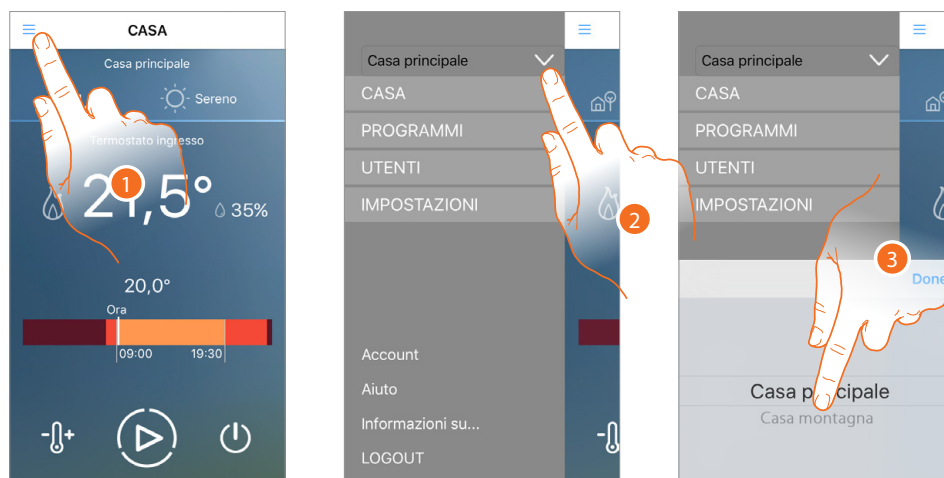 CASA
Casa principale
Sereno
Termostato ingresso
21,5°
35%
20,0°
Ora
09:00 19:30
- +
1
Casa principale
CASA
PROGRAMMI
UTENTI
IMPOSTAZIONI
Account
Aiuto
Informazioni su...
LOGOUT
2
Casa principale
CASA
PROGRAMMI
UTENTI
IMPOSTAZIONI
3
Done
Casa principale
Casa montagna